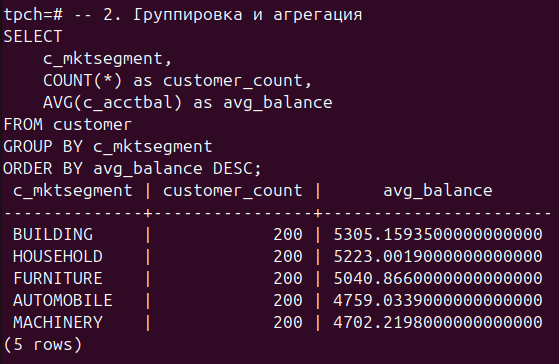 tpch=# -- 2. Группировка и агрегация
SELECT
    c_mktsegment,
    COUNT(*) as customer_count,
    AVG(c_acctbal) as avg_balance
FROM customer
GROUP BY c_mktsegment
ORDER BY avg_balance DESC;
 c_mktsegment | customer_count |      avg_balance
--------------+----------------+-----------------------
 BUILDING     |            200 | 5305.1593500000000000
 HOUSEHOLD    |            200 | 5223.0019000000000000
 FURNITURE    |            200 | 5040.8660000000000000
 AUTOMOBILE   |            200 | 4759.0339000000000000
 MACHINERY    |            200 | 4702.2198000000000000
(5 rows)